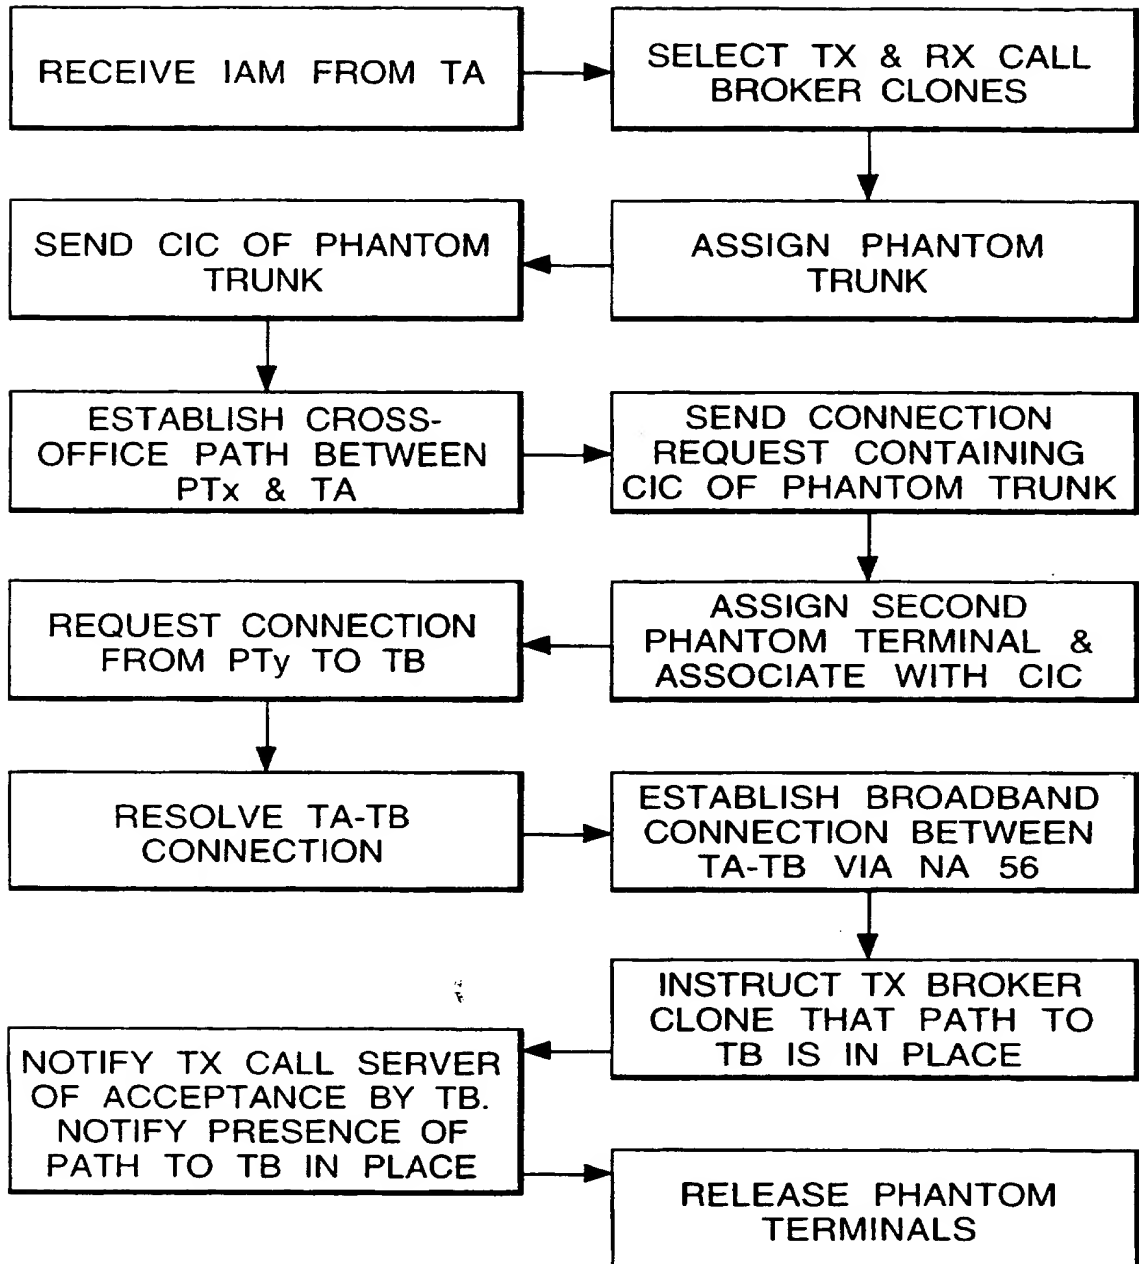 RECEIVE IAM FROM TA
SELECT TX & RX CALL
BROKER CLONES
ASSIGN PHANTOM
TRUNK
SEND CIC OF PHANTOM
TRUNK
ESTABLISH CROSS-
OFFICE PATH BETWEEN
PTx & TA
SEND CONNECTION
REQUEST CONTAINING
CIC OF PHANTOM TRUNK
ASSIGN SECOND
PHANTOM TERMINAL &
ASSOCIATE WITH CIC
REQUEST CONNECTION
FROM PTy TO TB
RESOLVE TA-TB
CONNECTION
ESTABLISH BROADBAND
CONNECTION BETWEEN
TA-TB VIA NA 56
INSTRUCT TX BROKER
CLONE THAT PATH TO
TB IS IN PLACE
NOTIFY TX CALL SERVER
OF ACCEPTANCE BY TB.
NOTIFY PRESENCE OF
PATH TO TB IN PLACE
RELEASE PHANTOM
TERMINALS